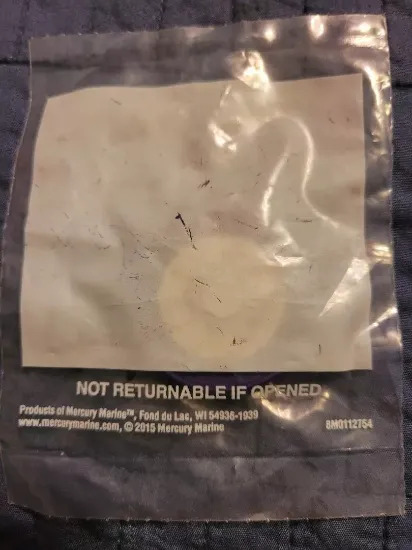 NOT RETURNABLE IF OPENED
Products of Mercury Marine™, Fond du Lac, WI 54936-1939
www.mercurymarine.com, © 2015 Mercury Marine
8M0112754